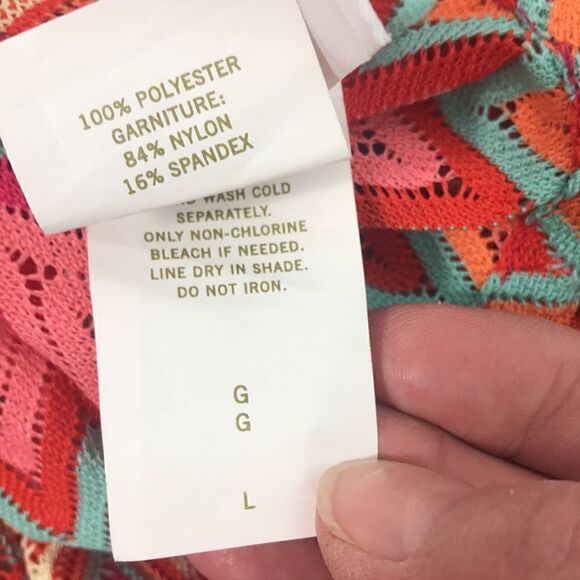 100% POLYESTER
GARNITURE:
84% NYLON
16% SPANDEX
WASH COLD
SEPARATELY.
ONLY NON-CHLORINE
BLEACH IF NEEDED.
LINE DRY IN SHADE.
DO NOT IRON.
G
G
L